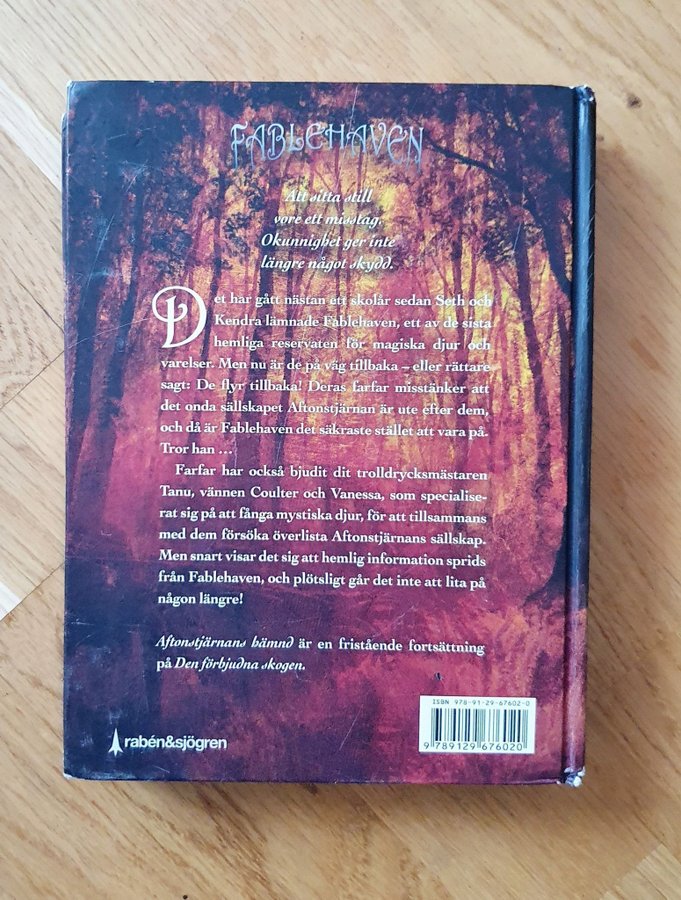 FABLEHAVEN
Att sitta still
vore ett misstag.
Okunnighet ger inte
längre något skydd.
Det har gått nästan ett skolår sedan Seth och
Kendra lämnade Fablehaven, ett av de sista
hemliga reservaten för magiska djur och
varelser. Men nu är de på väg tillbaka – eller rättare
sagt: De flyr tillbaka! Deras farfar misstänker att
det onda sällskapet Aftonstjärnan är ute efter dem,
och då är Fablehaven det säkraste stället att vara på.
Tror han ...
Farfar har också bjudit dit trolldrycksmästaren
Tanu, vännen Coulter och Vanessa, som specialise-
rat sig på att fånga mystiska djur, för att tillsammans
med dem försöka överlista Aftonstjärnans sällskap.
Men snart visar det sig att hemlig information sprids
från Fablehaven, och plötsligt går det inte att lita på
någon längre!
Aftonstjärnans hämnd är en fristående fortsättning
på Den förbjudna skogen.
ISBN 978-91-29-67602-0
9 789129 676020
rabén&sjögren